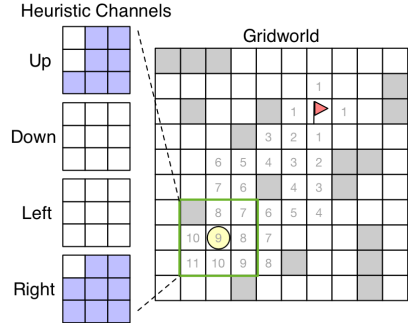 Heuristic Channels
Gridworld
Up
Down
Left
Right
1
1 1
3 2 1
6 5 4 3 2
7 6 4 3
8 7 6 5 4
10 9 8 7
11 10 9 8